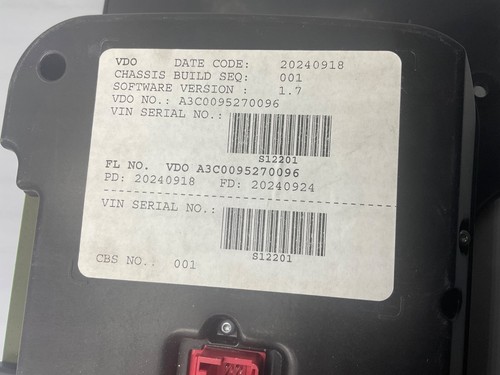 VDO DATE CODE: 20240918
CHASSIS BUILD SEQ: 001
SOFTWARE VERSION : 1.7
VDO NO.: A3C0095270096
VIN SERIAL NO.:
S12201
FL NO. VDO A3C0095270096
PD: 20240918 FD: 20240924
VIN SERIAL NO.:
S12201
CBS NO.. 001